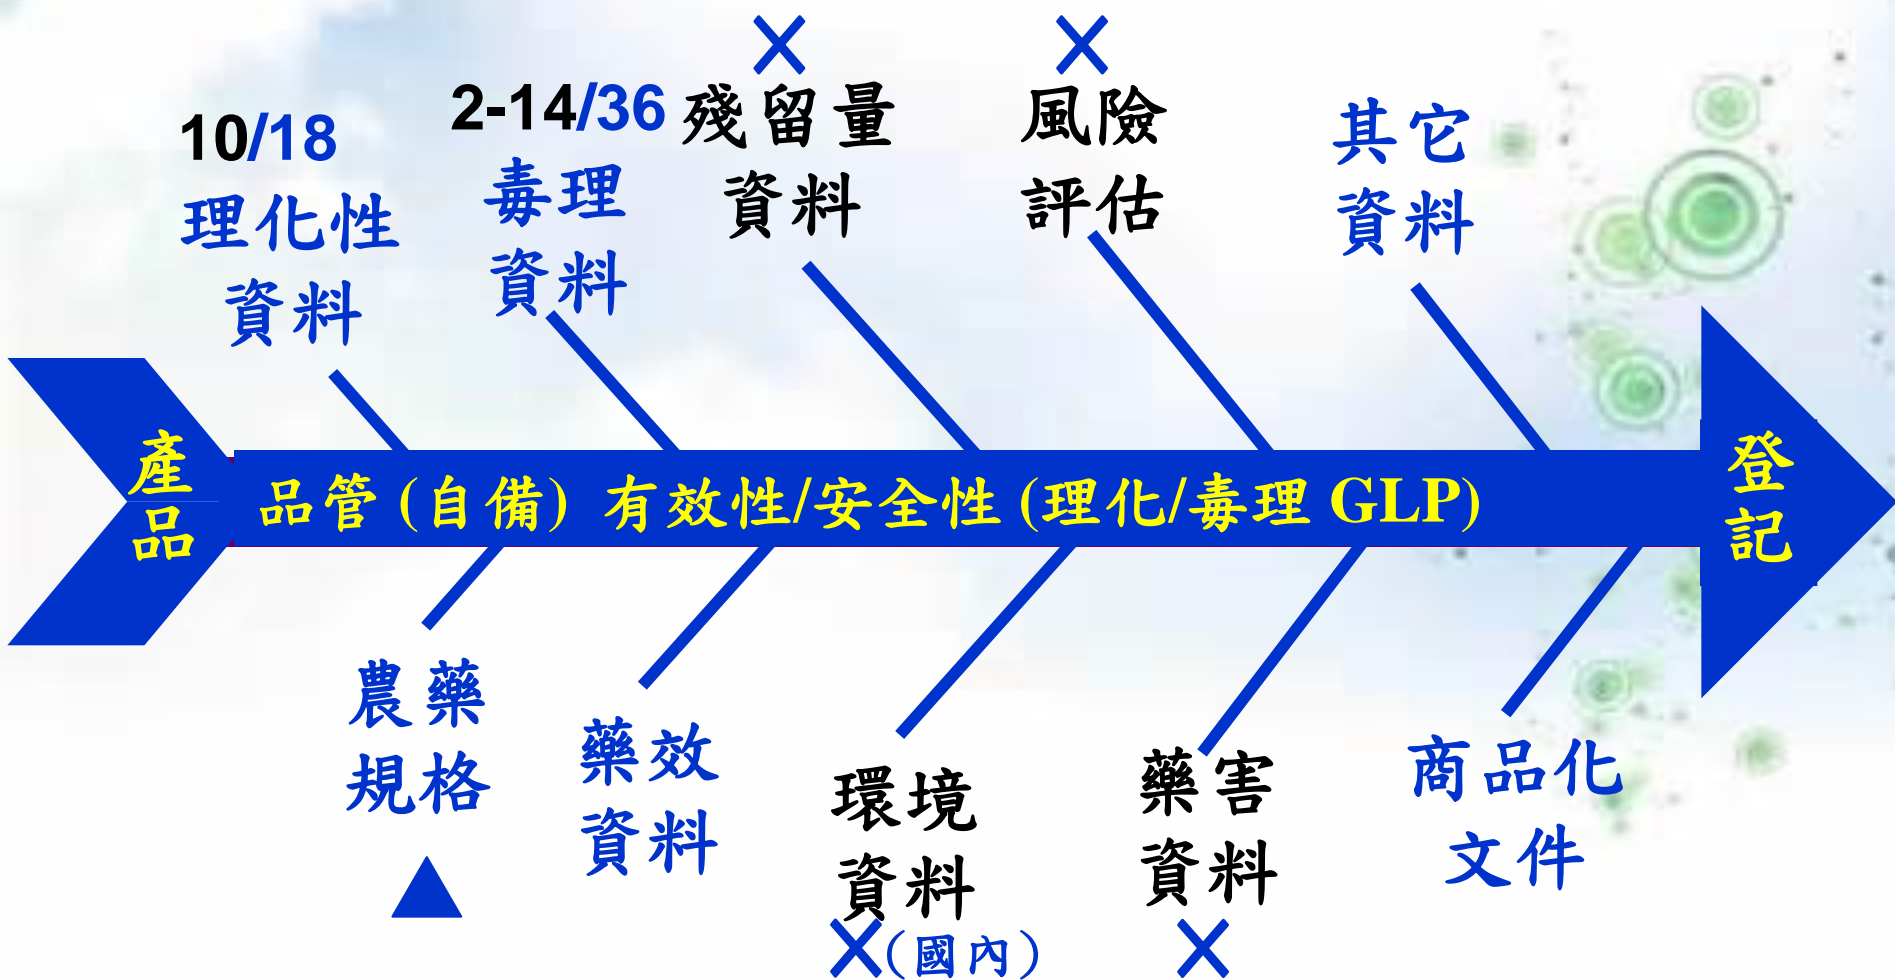 10/18
理化性
資料
2-14/36
毒理
資料
殘留量
資料
風險
評估
其它
資料
產品
品管 (自備) 有效性/安全性 (理化/毒理 GLP)
登記
農藥
規格
藥效
資料
環境
資料
(國內)
藥害
資料
商品化
文件